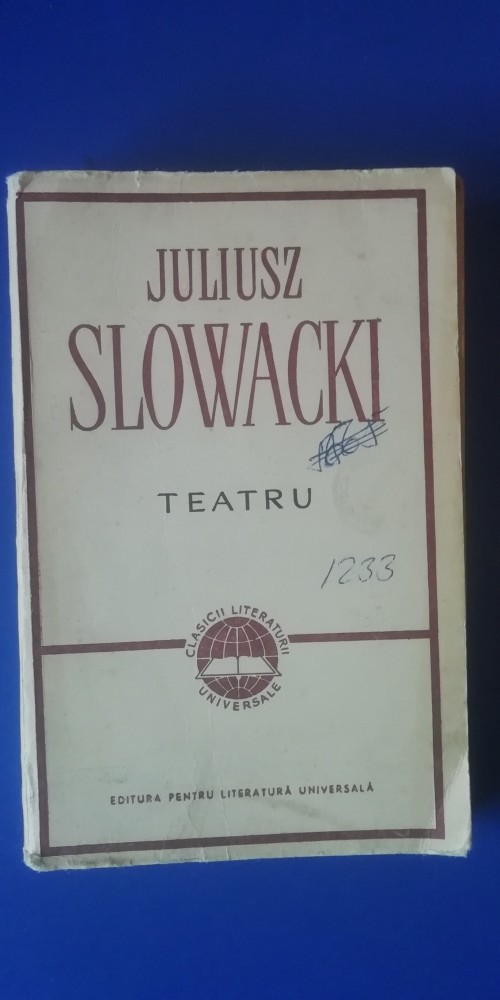 JULIUSZ
SLOWACKI
TEATRU
1233
CLASICII LITERATURII
UNIVERSALE
EDITURA PENTRU LITERATURĂ UNIVERSALĂ